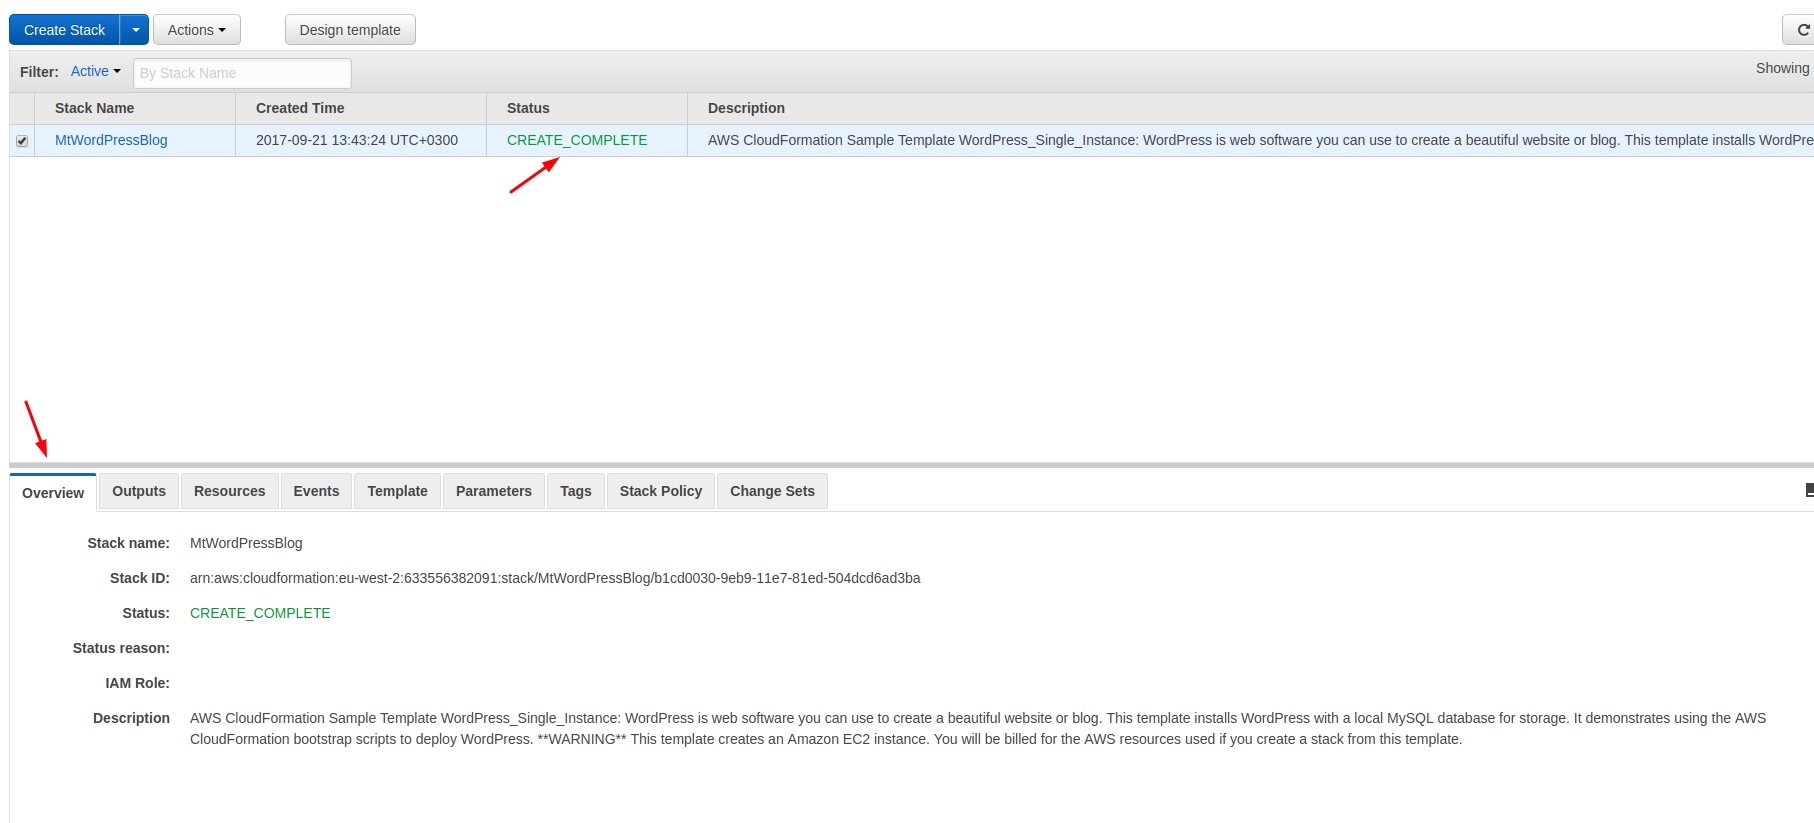 Create Stack Actions Design template
Filter: Active By Stack Name Showing
Stack Name Created Time Status Description
MtWordPressBlog 2017-09-21 13:43:24 UTC+0300 CREATE_COMPLETE AWS CloudFormation Sample Template WordPress_Single_Instance: WordPress is web software you can use to create a beautiful website or blog. This template installs WordPre
Overview Outputs Resources Events Template Parameters Tags Stack Policy Change Sets
Stack name: MtWordPressBlog
Stack ID: arn:aws:cloudformation:eu-west-2:633556382091:stack/MtWordPressBlog/b1cd0030-9eb9-11e7-81ed-504dcd6ad3ba
Status: CREATE_COMPLETE
Status reason:
IAM Role:
Description AWS CloudFormation Sample Template WordPress_Single_Instance: WordPress is web software you can use to create a beautiful website or blog. This template installs WordPress with a local MySQL database for storage. It demonstrates using the AWS
CloudFormation bootstrap scripts to deploy WordPress. **WARNING** This template creates an Amazon EC2 instance. You will be billed for the AWS resources used if you create a stack from this template.